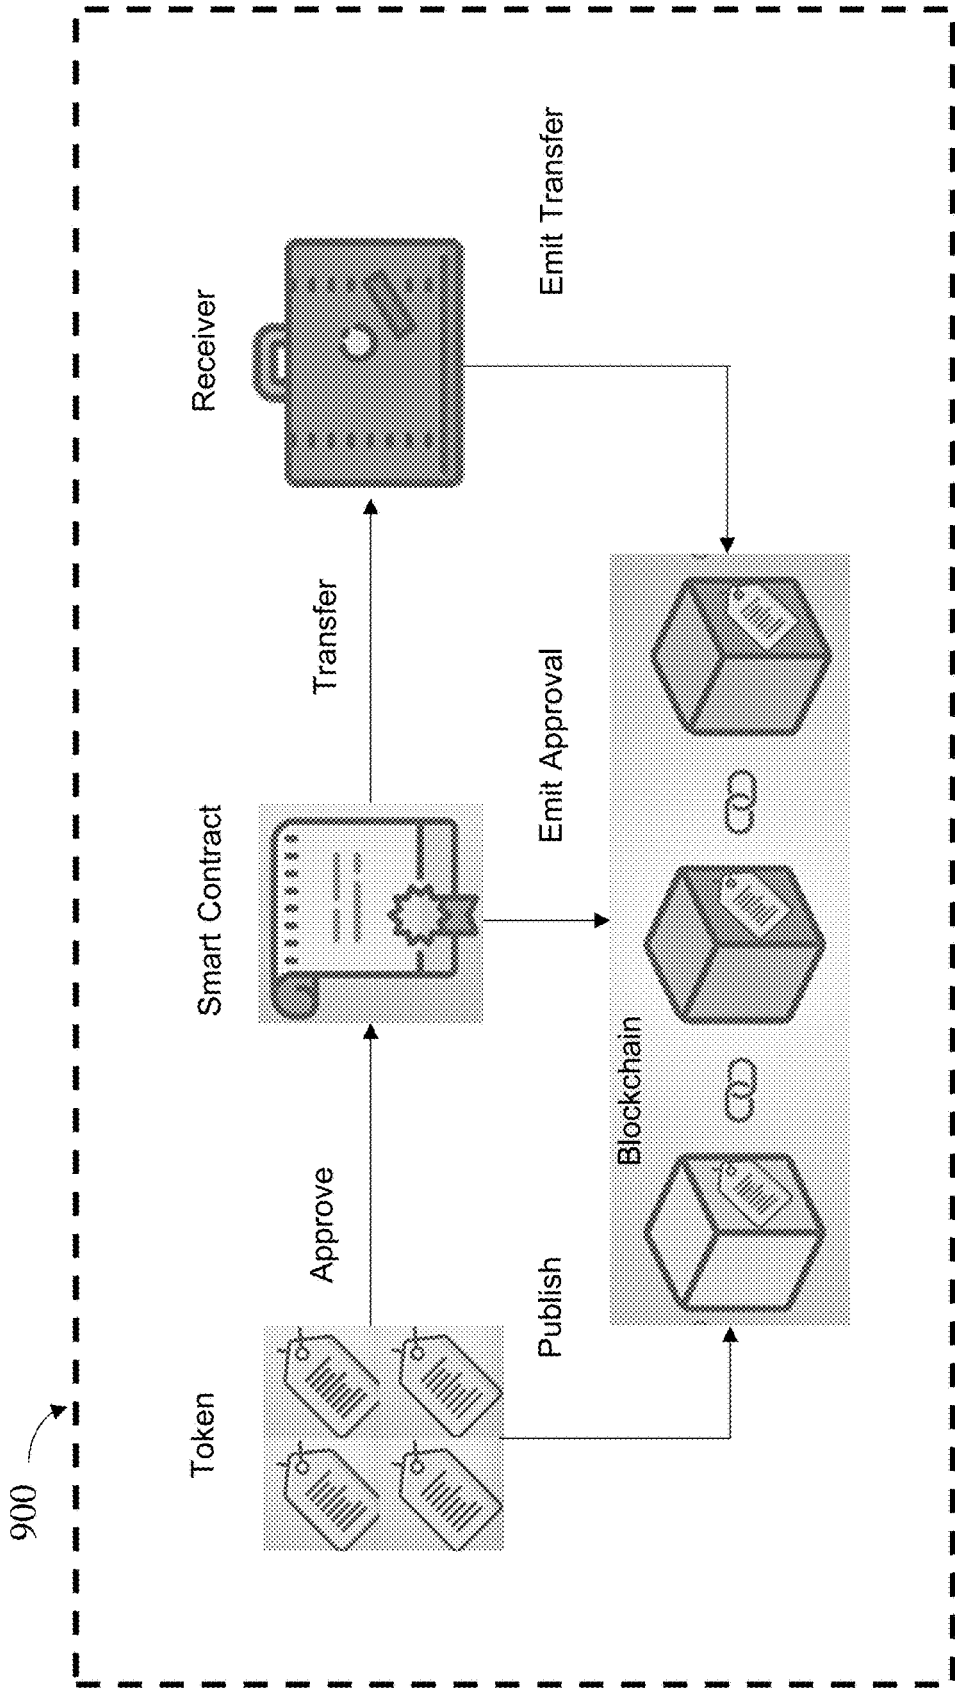 900
Token
Smart Contract
Receiver
Approve
Transfer
Publish
Emit Approval
Emit Transfer
Blockchain